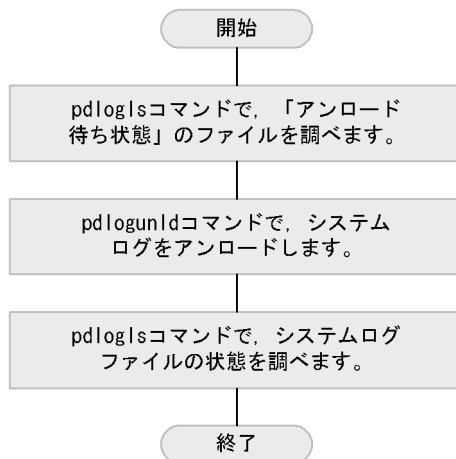 開始
pdloglsコマンドで，「アンロード
待ち状態」のファイルを調べます。
pdlogunldコマンドで，システム
ログをアンロードします。
pdloglsコマンドで，システムログ
ファイルの状態を調べます。
終了